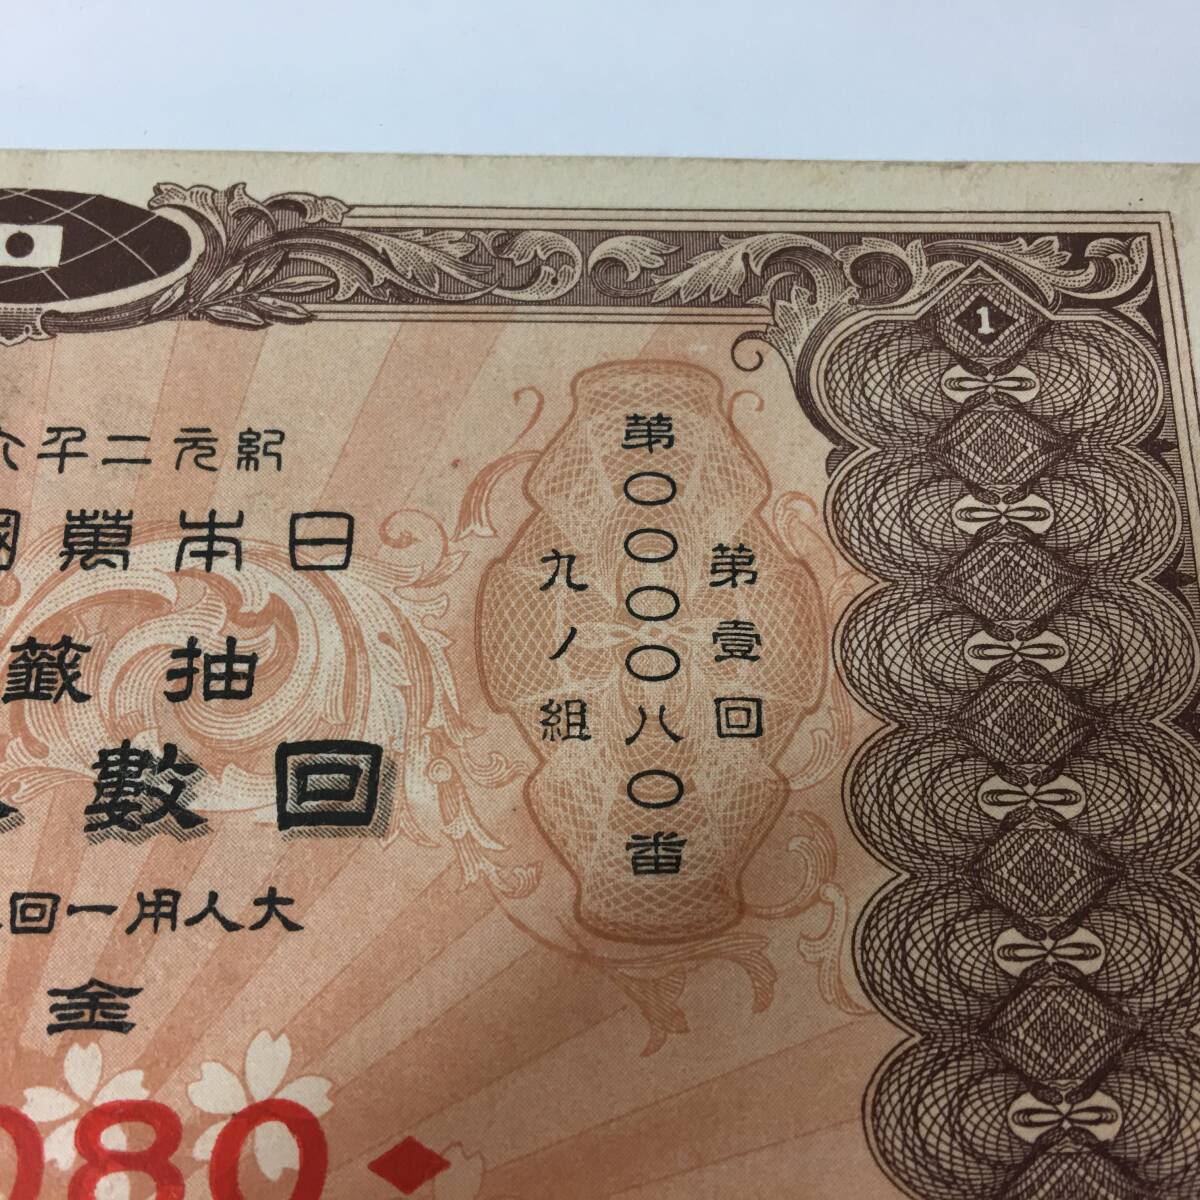 第壹回
第〇〇〇〇八〇番
九ノ組
紀元二千六
日本萬國
抽籤
回數
大人用一回
金
080
1